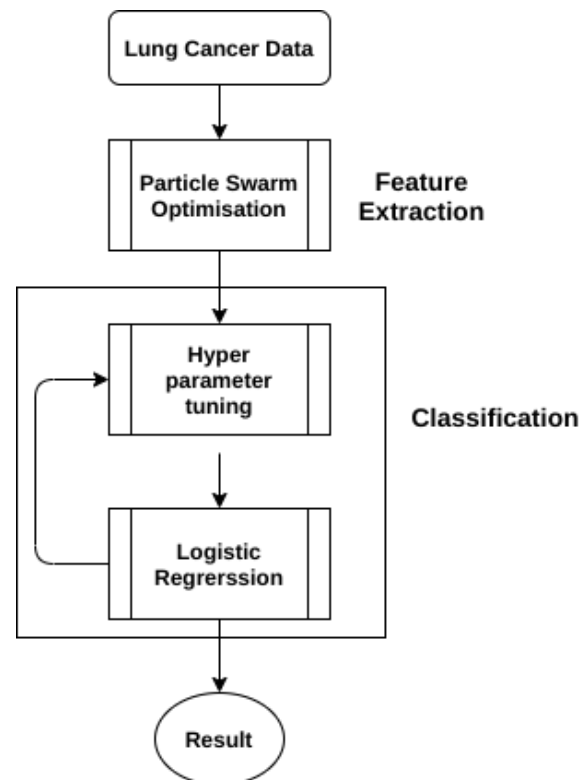 Lung Cancer Data
Particle Swarm
Optimisation
Feature
Extraction
Hyper
parameter
tuning
Classification
Logistic
Regrerssion
Result